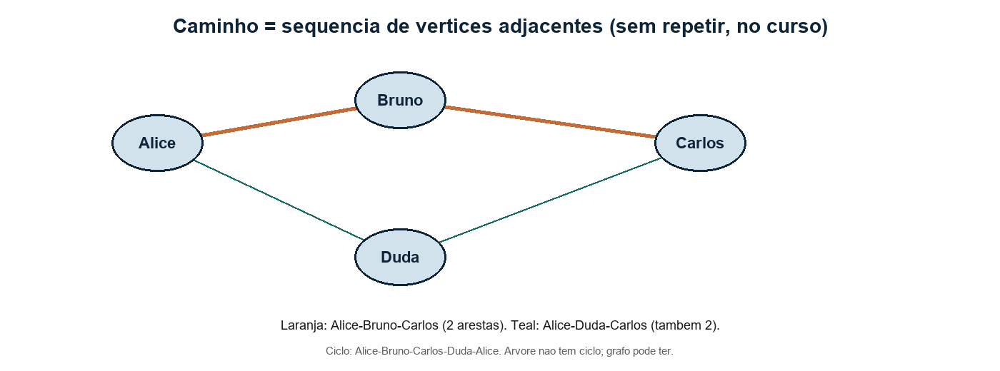 Caminho = sequencia de vertices adjacentes (sem repetir, no curso)
Bruno
Alice
Carlos
Duda
Laranja: Alice-Bruno-Carlos (2 arestas). Teal: Alice-Duda-Carlos (tambem 2).
Ciclo: Alice-Bruno-Carlos-Duda-Alice. Arvore nao tem ciclo; grafo pode ter.